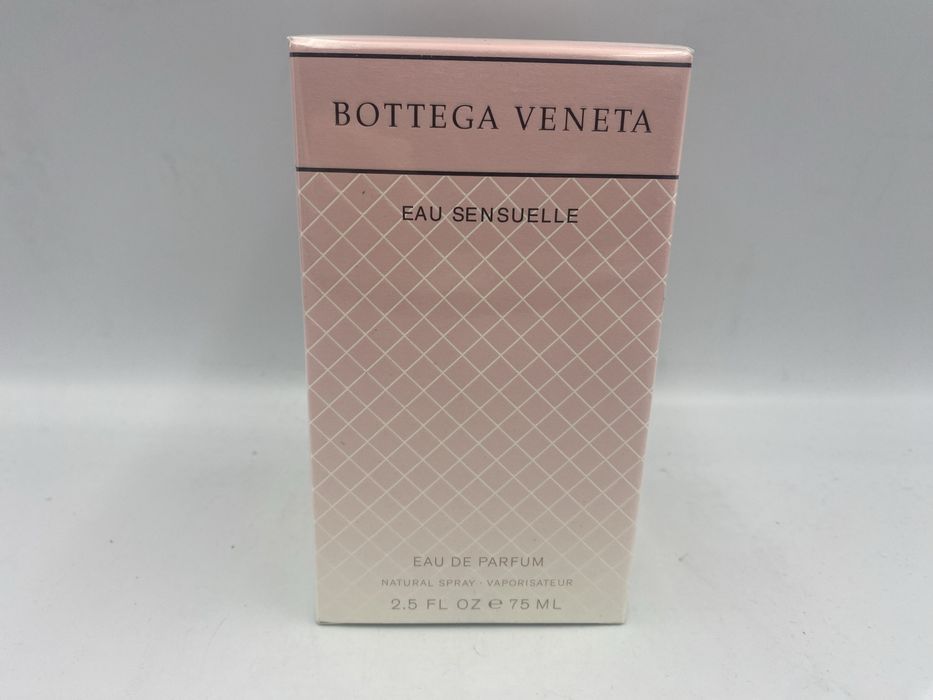 BOTTEGA VENETA
EAU SENSUELLE
EAU DE PARFUM
NATURAL SPRAY · VAPORISATEUR
2.5 FL OZ ℮ 75 ML